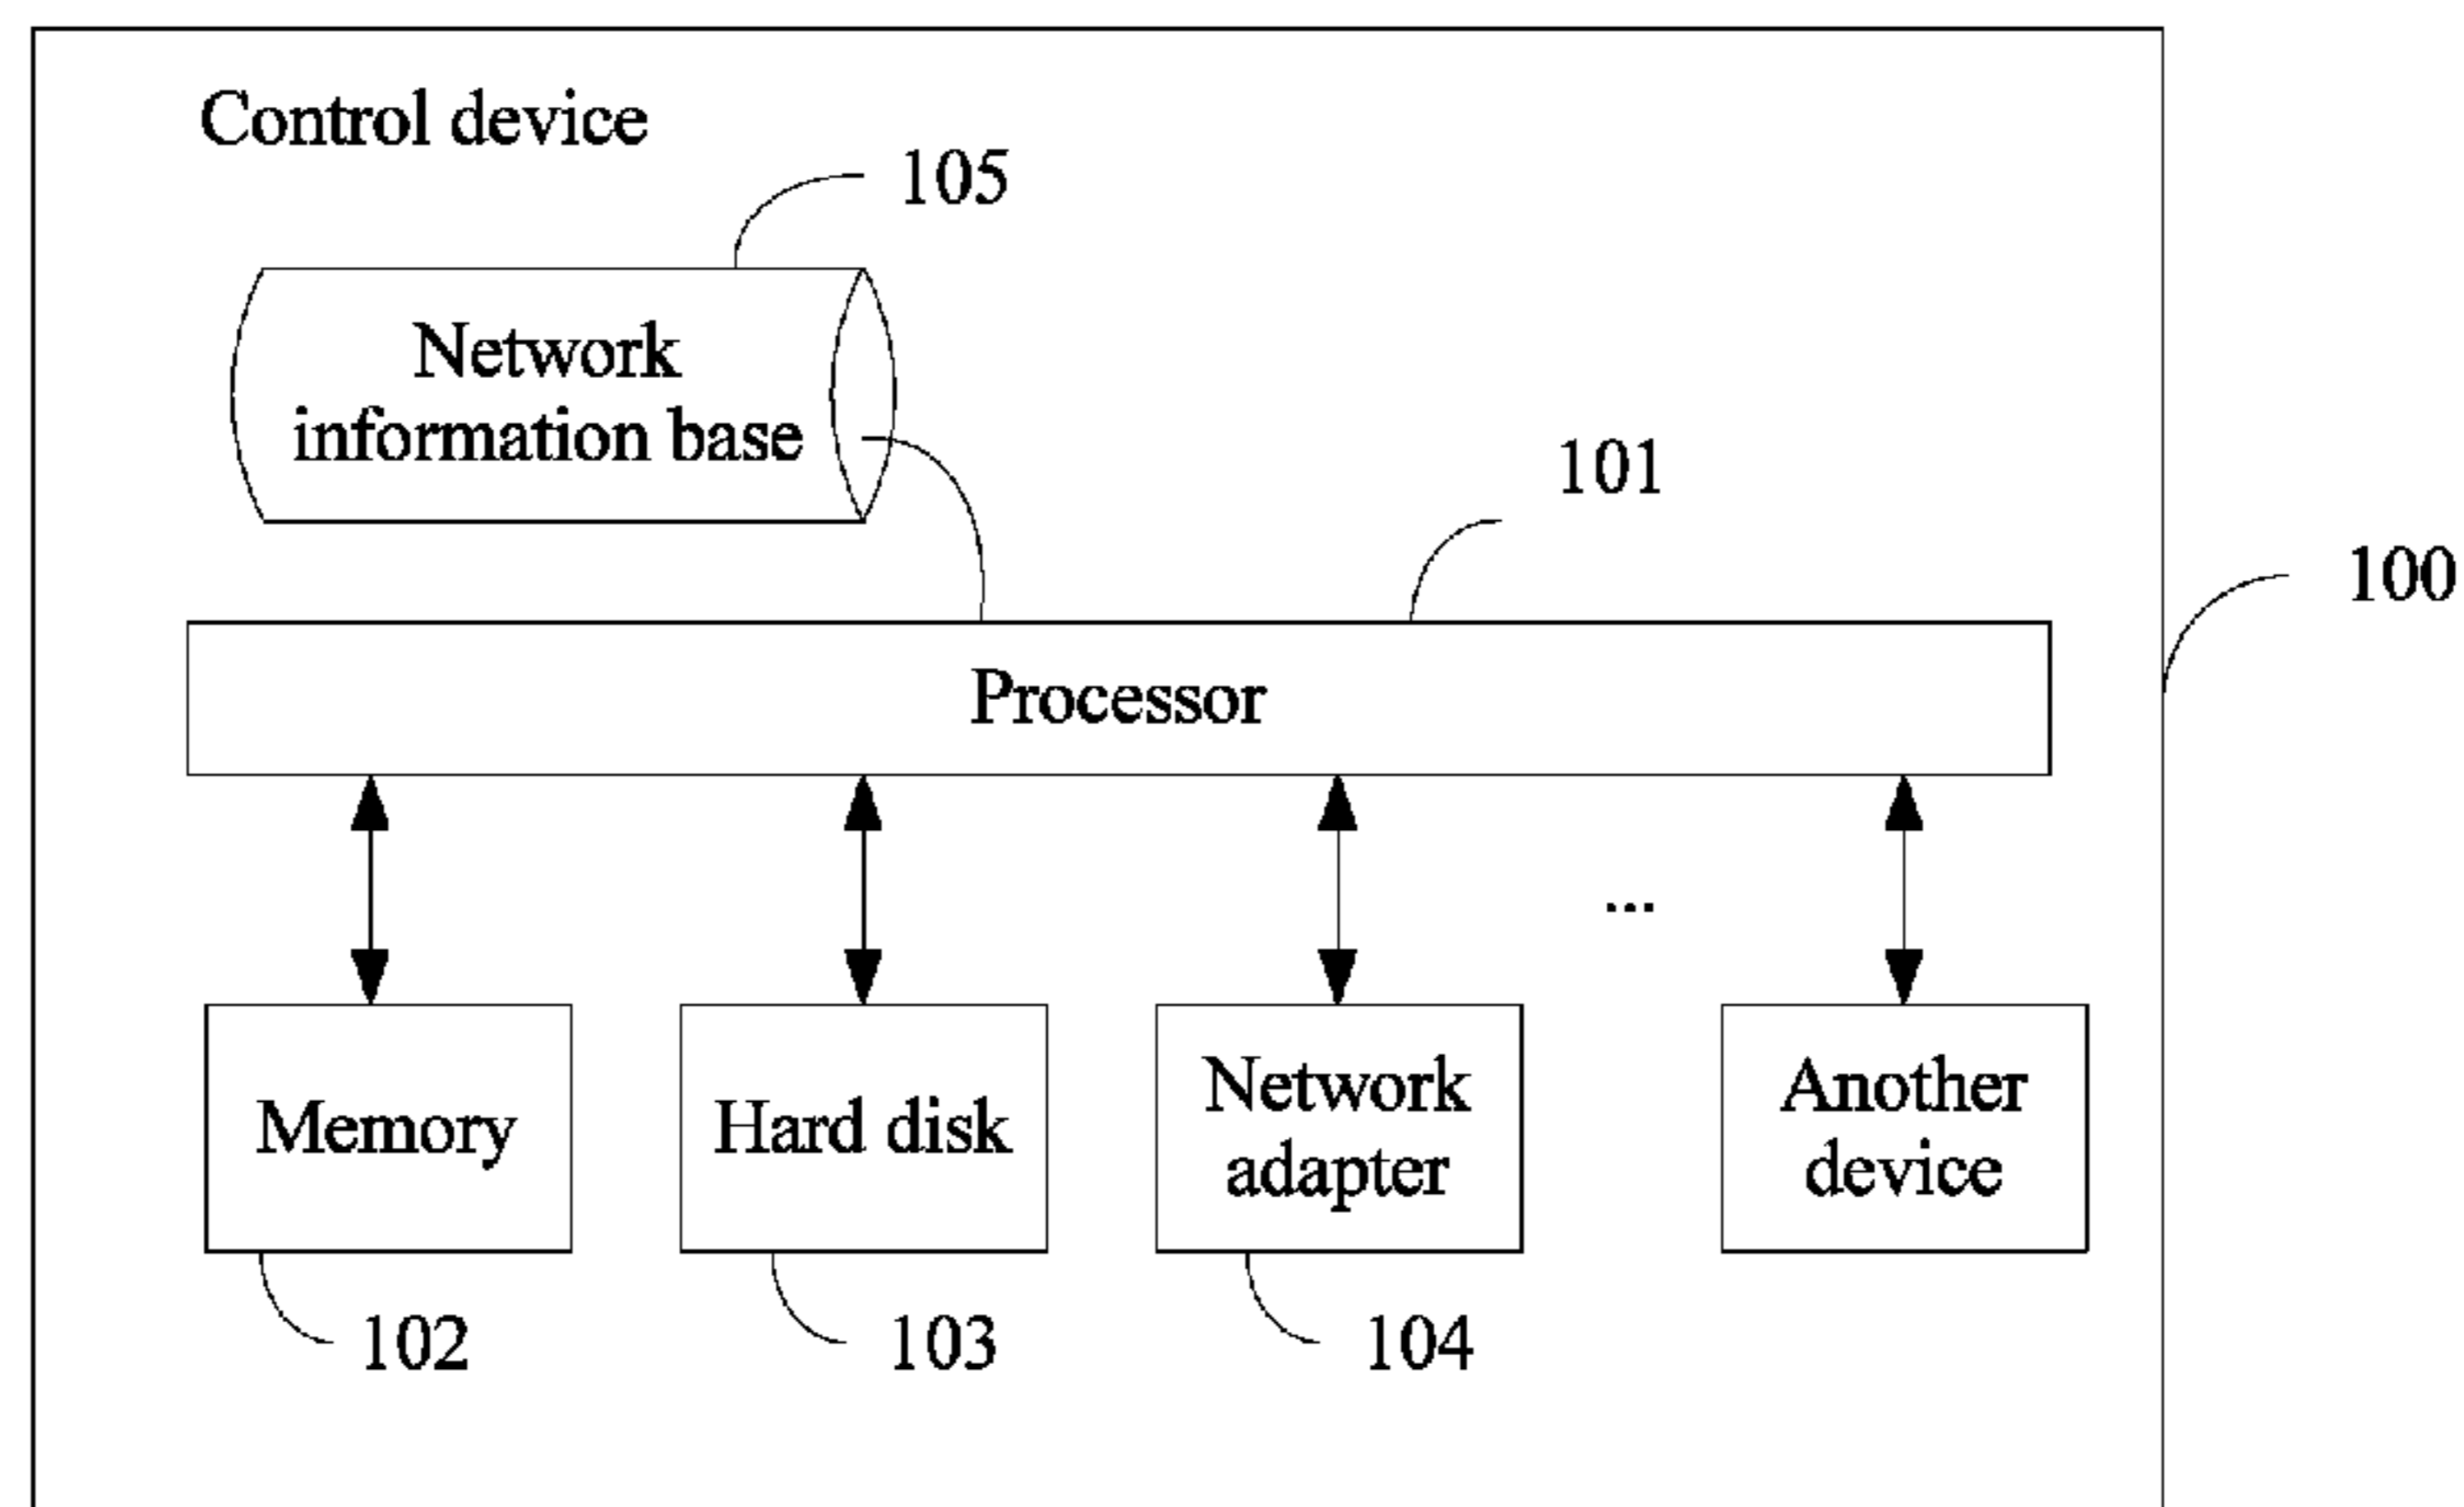 Control device
105
Network
information base
101
100
Processor
...
Memory
Hard disk
Network
adapter
Another
device
102
103
104